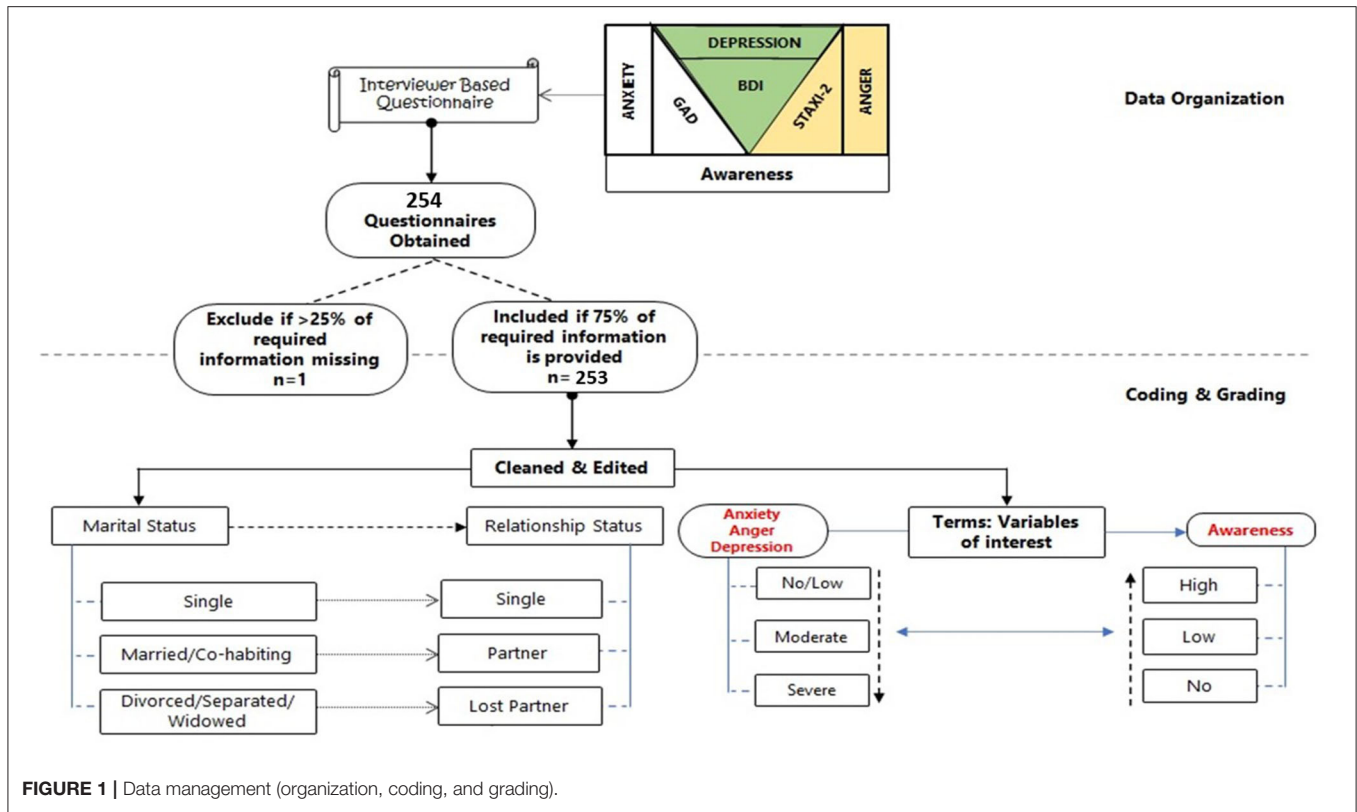 Interviewer Based
Questionnaire
ANXIETY
GAD
DEPRESSION
BDI
STAXI-2
ANGER
Awareness
Data Organization
254
Questionnaires
Obtained
Exclude if >25% of
required
information missing
n=1
Included if 75% of
required information
is provided
n= 253
Coding & Grading
Cleaned & Edited
Marital Status
Relationship Status
Single
Single
Married/Co-habiting
Partner
Divorced/Separated/
Widowed
Lost Partner
Anxiety
Anger
Depression
Terms: Variables
of interest
Awareness
No/Low
Moderate
Severe
High
Low
No
FIGURE 1 | Data management (organization, coding, and grading).